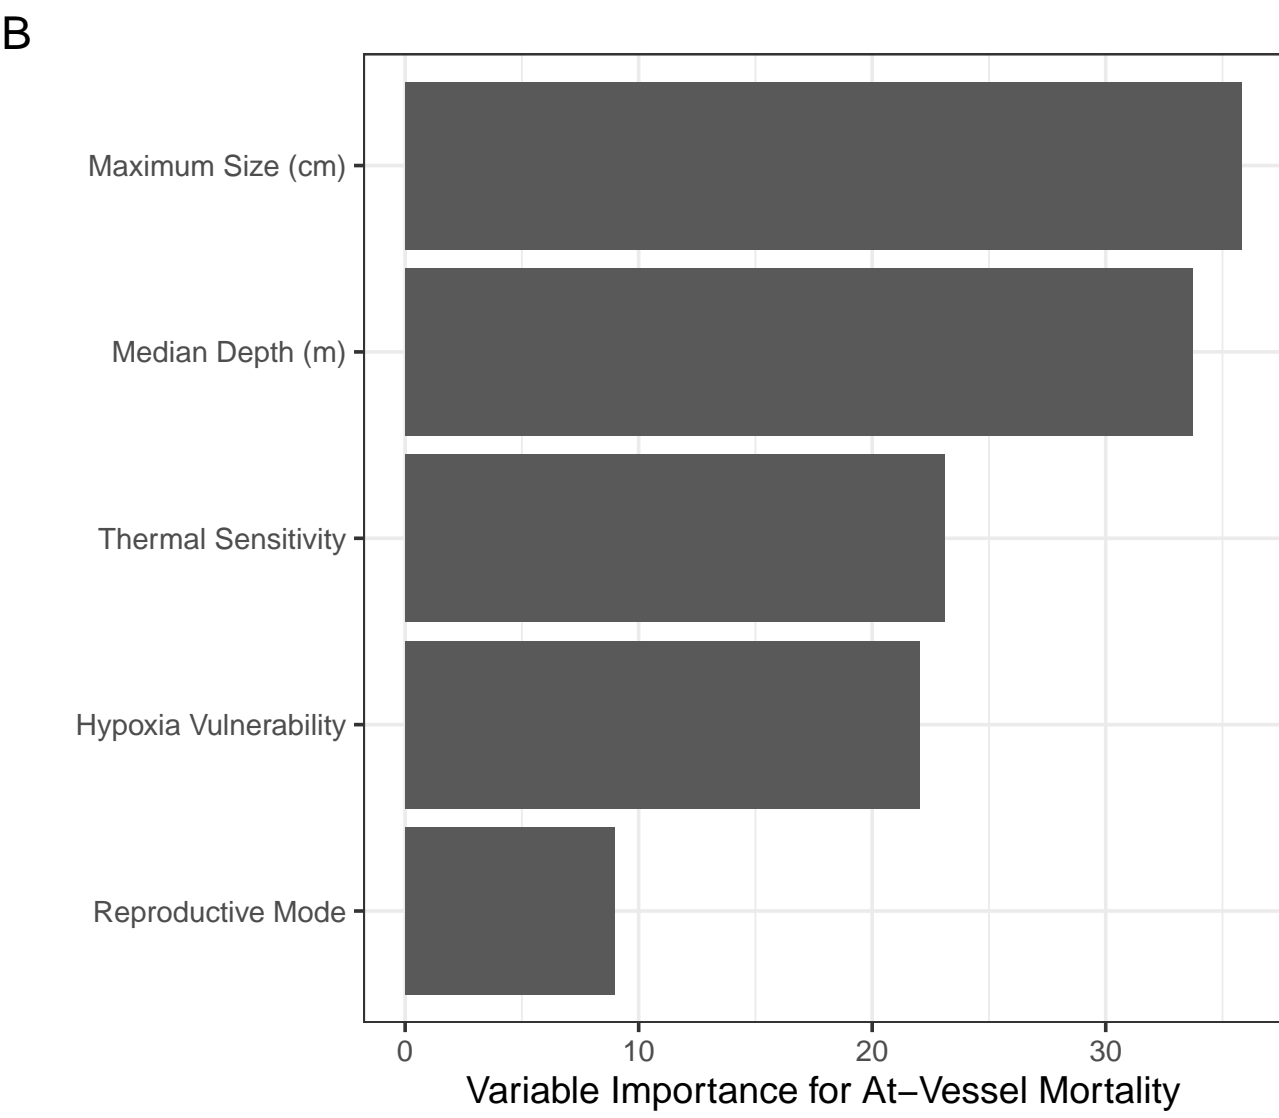 B
Maximum Size (cm)
Median Depth (m)
Thermal Sensitivity
Hypoxia Vulnerability
Reproductive Mode
0 10 20 30
Variable Importance for At−Vessel Mortality